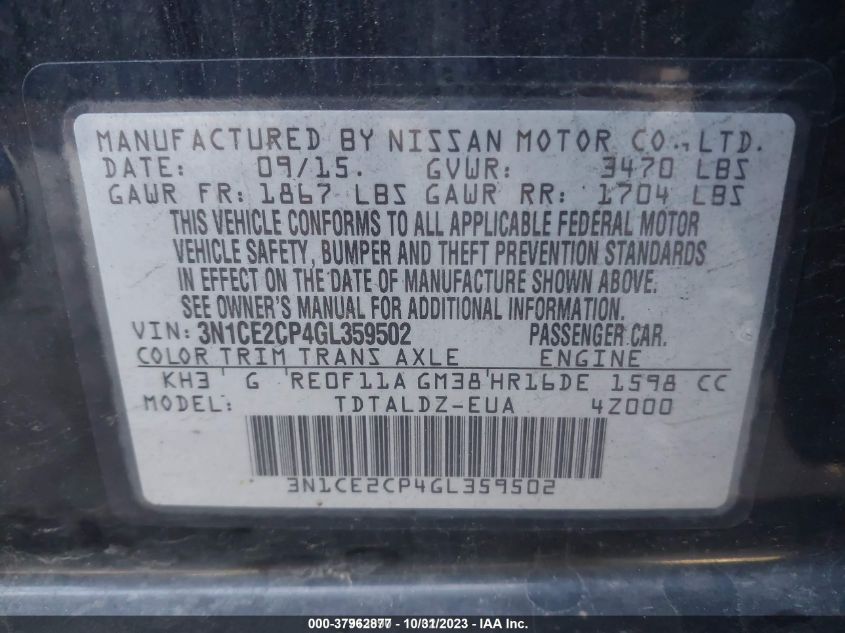 MANUFACTURED BY NISSAN MOTOR CO., LTD.
DATE: 09/15. GVWR: 3470 LBS
GAWR FR: 1867 LBS GAWR RR: 1704 LBS
THIS VEHICLE CONFORMS TO ALL APPLICABLE FEDERAL MOTOR
VEHICLE SAFETY, BUMPER AND THEFT PREVENTION STANDARDS
IN EFFECT ON THE DATE OF MANUFACTURE SHOWN ABOVE.
SEE OWNER'S MANUAL FOR ADDITIONAL INFORMATION.
VIN: 3N1CE2CP4GL359502 PASSENGER CAR.
COLOR TRIM TRANS AXLE ENGINE
KH3 G RE0F11A GM38 HR16DE 1598 CC
MODEL: TDTALDZ-EUA 4Z000
3N1CE2CP4GL359502
000-37962877 - 10/31/2023 - IAAI.com